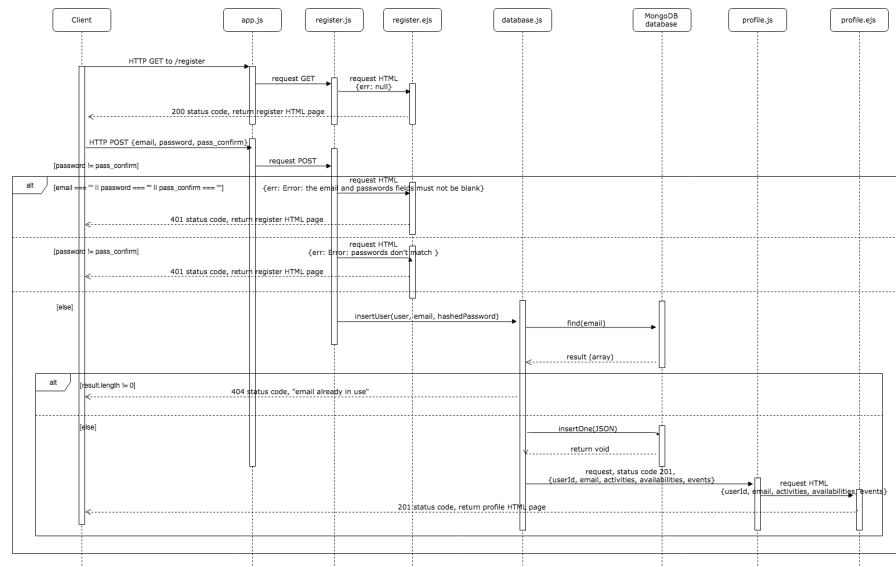 Client
app.js
register.js
register.ejs
database.js
MongoDB
database
profile.js
profile.ejs
HTTP GET to /register
request GET
request HTML
{err: null}
200 status code, return register HTML page
HTTP POST {email, password, pass_confirm}
request POST
[password != pass_confirm]
alt
[email === "" II password === "" II pass_confirm === ""]
request HTML
{err: Error: the email and passwords fields must not be blank}
401 status code, return register HTML page
[password != pass_confirm]
request HTML
{err: Error: passwords don't match }
401 status code, return register HTML page
[else]
insertUser(user, email, hashedPassword)
find(email)
result (array)
alt
[result.length != 0]
404 status code, "email already in use"
[else]
insertOne(JSON)
return void
request, status code 201,
{userId, email, activities, availabilities, events}
request HTML
{userId, email, activities, availabilities, events}
201 status code, return profile HTML page